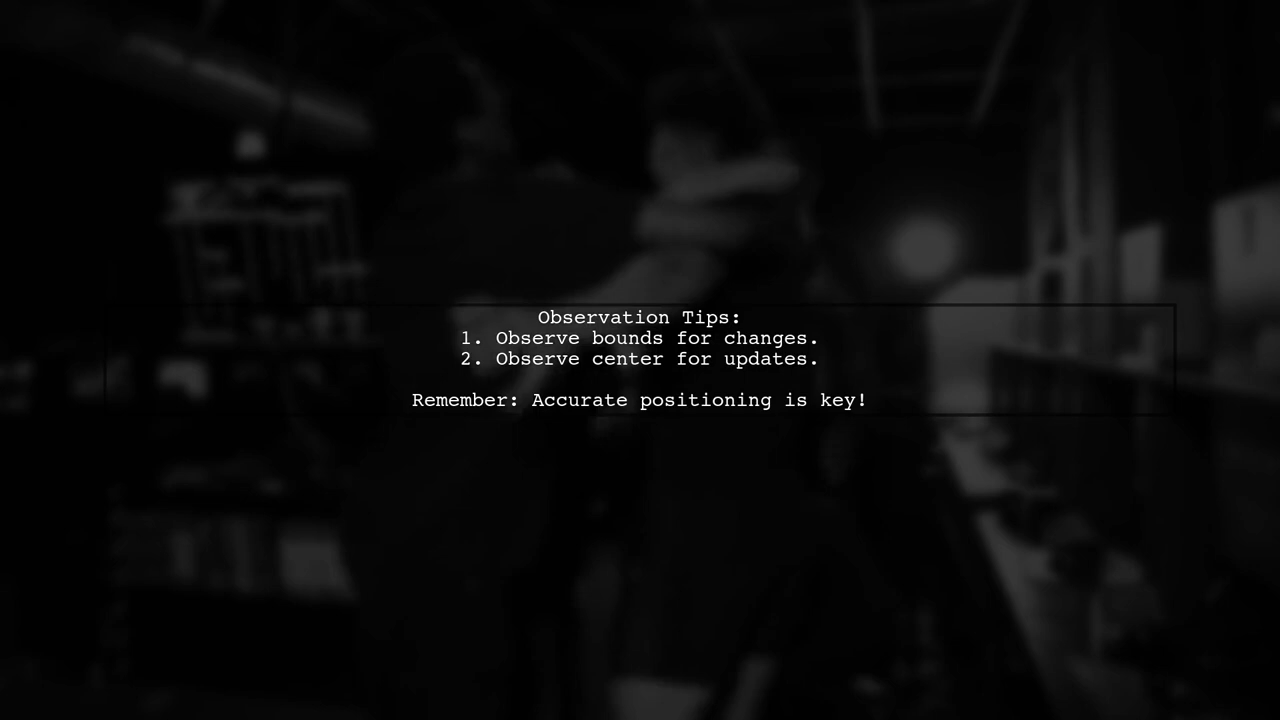 Observation Tips:
1. Observe bounds for changes.
2. Observe center for updates.
Remember: Accurate positioning is key!